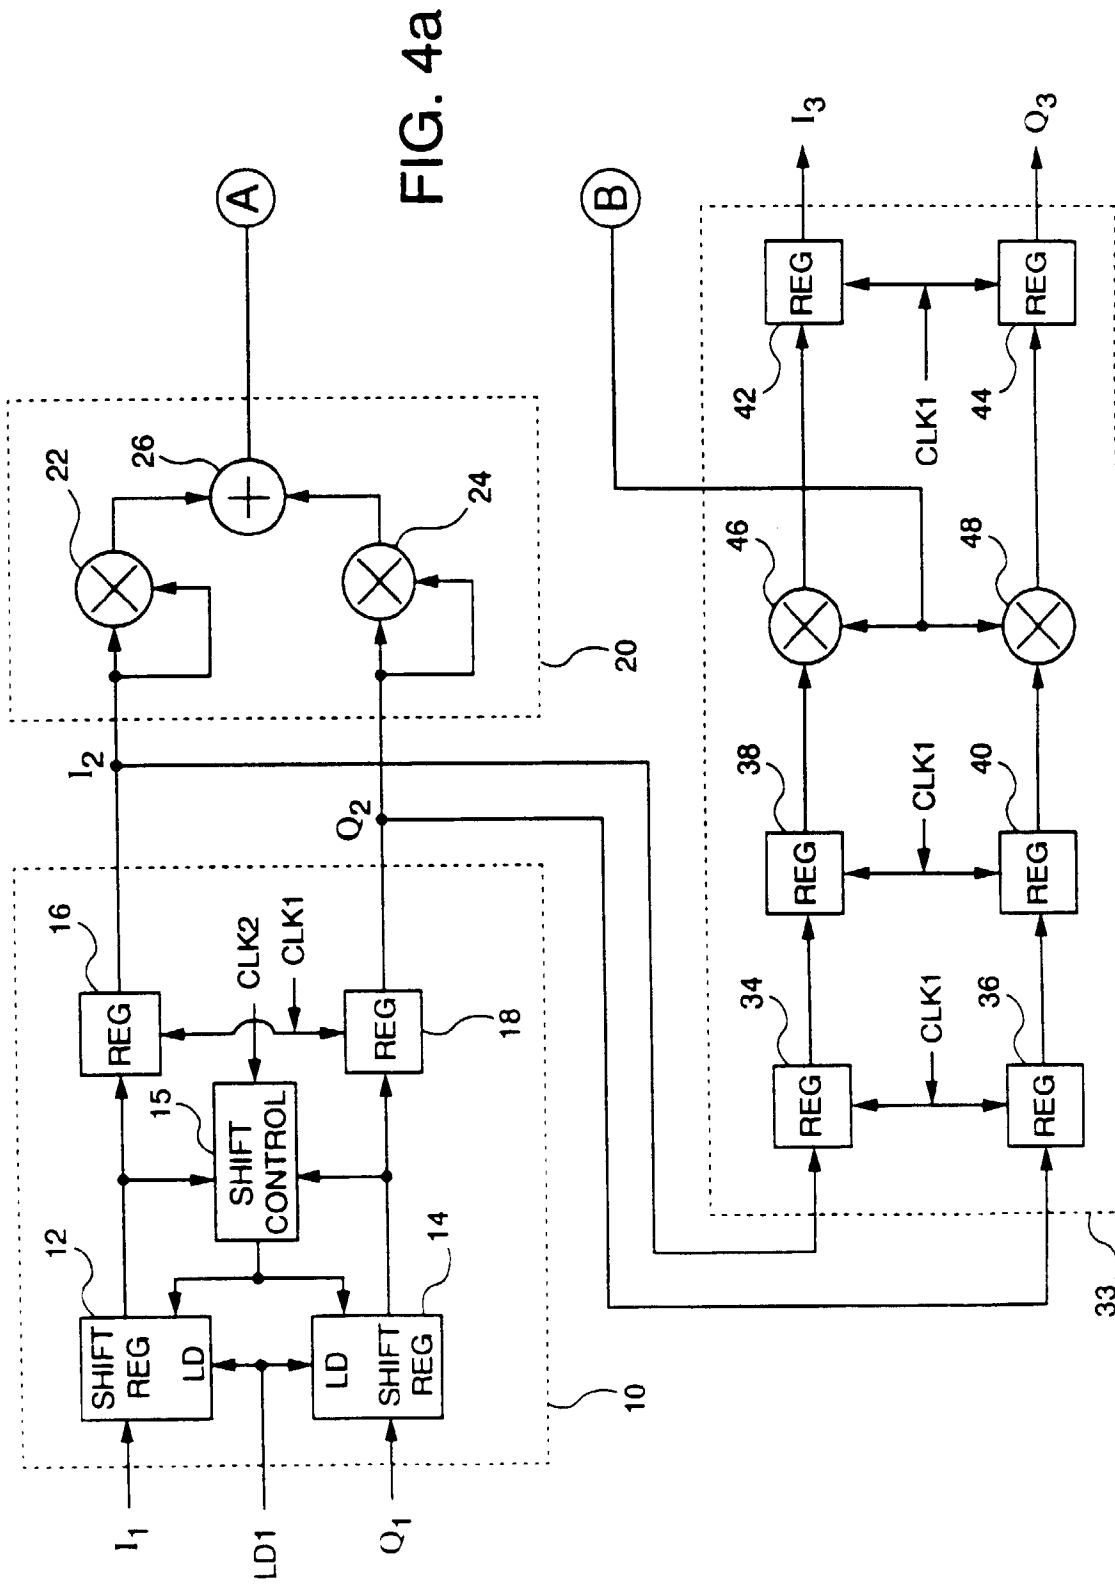 FIG. 4a
I1
LD1
Q1
12
SHIFT
REG
LD
LD
SHIFT
REG
14
15
SHIFT
CONTROL
16
REG
CLK2
CLK1
REG
18
10
I2
Q2
22
26
+
24
20
A
B
33
34
REG
CLK1
36
REG
38
REG
CLK1
40
REG
46
48
42
REG
CLK1
44
REG
I3
Q3